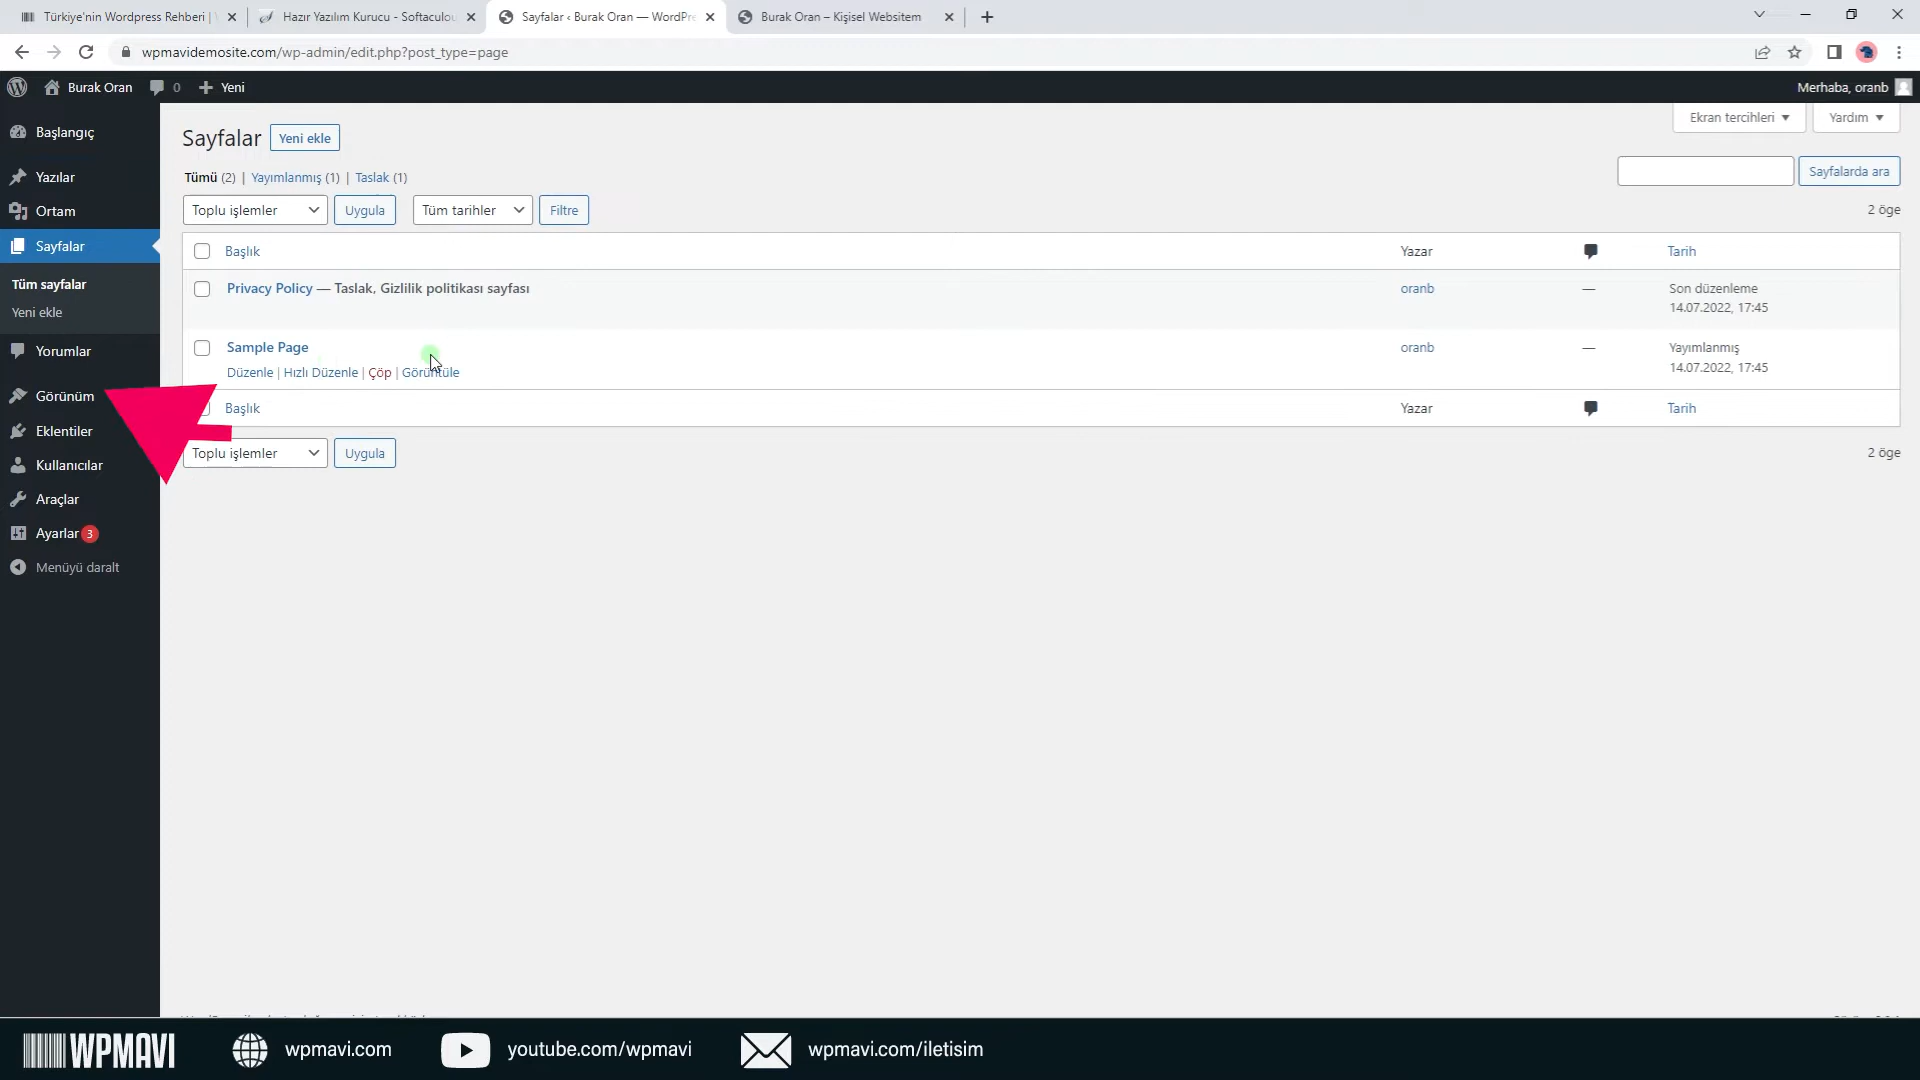 Türkiye'nin Wordpress Rehberi |
Hazır Yazılım Kurucu - Softaculou
Sayfalar ‹ Burak Oran — WordPre
Burak Oran – Kişisel Websitem
wpmavidemosite.com/wp-admin/edit.php?post_type=page
Burak Oran
0
Yeni
Merhaba, oranb
Başlangıç
Yazılar
Ortam
Sayfalar
Tüm sayfalar
Yeni ekle
Yorumlar
Görünüm
Eklentiler
Kullanıcılar
Araçlar
Ayarlar 3
Menüyü daralt
Ekran tercihleri ▼
Yardım ▼
Sayfalar
Yeni ekle
Tümü (2) | Yayımlanmış (1) | Taslak (1)
Sayfalarda ara
Toplu işlemler
Uygula
Tüm tarihler
Filtre
2 öge
Başlık
Yazar
Tarih
Privacy Policy — Taslak, Gizlilik politikası sayfası
oranb
—
Son düzenleme
14.07.2022, 17:45
Sample Page
Düzenle | Hızlı Düzenle | Çöp | Görüntüle
oranb
—
Yayımlanmış
14.07.2022, 17:45
Başlık
Yazar
Tarih
Toplu işlemler
Uygula
2 öge
WPMAVI
wpmavi.com
youtube.com/wpmavi
wpmavi.com/iletisim